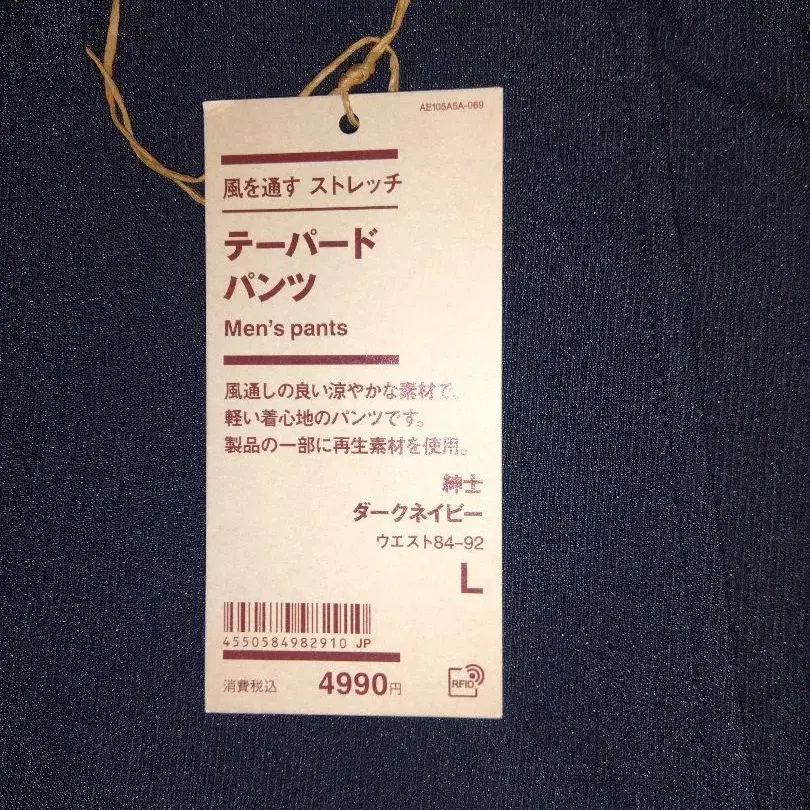 AE105A5A-069
風を通す ストレッチ
テーパード
パンツ
Men's pants
風通しの良い涼やかな素材で、
軽い着心地のパンツです。
製品の一部に再生素材を使用。
紳士
ダークネイビー
ウエスト84-92
L
4550584982910 JP
消費税込 4990円
RFID